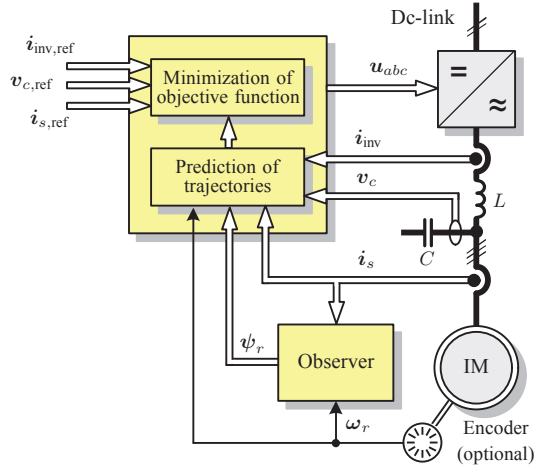 Dc-link
i_inv,ref
v_c,ref
i_s,ref
Minimization of
objective function
u_abc
=
≈
i_inv
Prediction of
trajectories
v_c
L
C
i_s
ψ_r
Observer
IM
ω_r
Encoder
(optional)